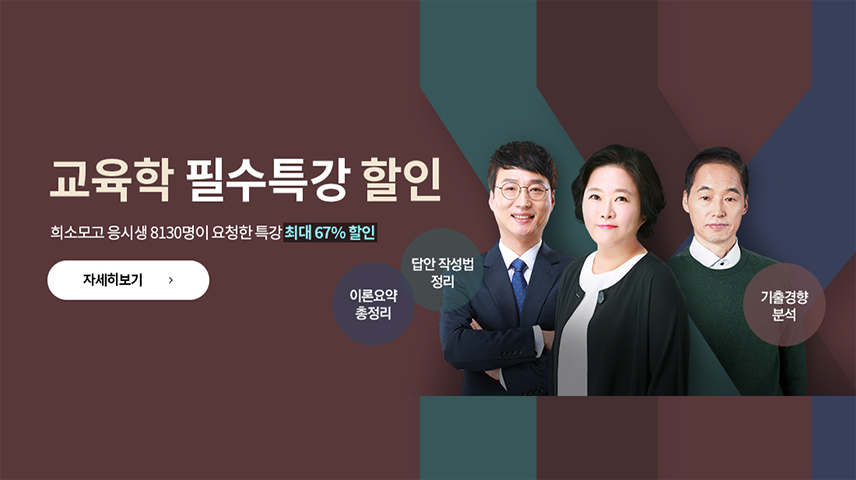 교육학 필수특강 할인
희소모고 응시생 8130명이 요청한 특강 최대 67% 할인
자세히보기 >
이론요약
총정리
답안 작성법
정리
기출경향
분석